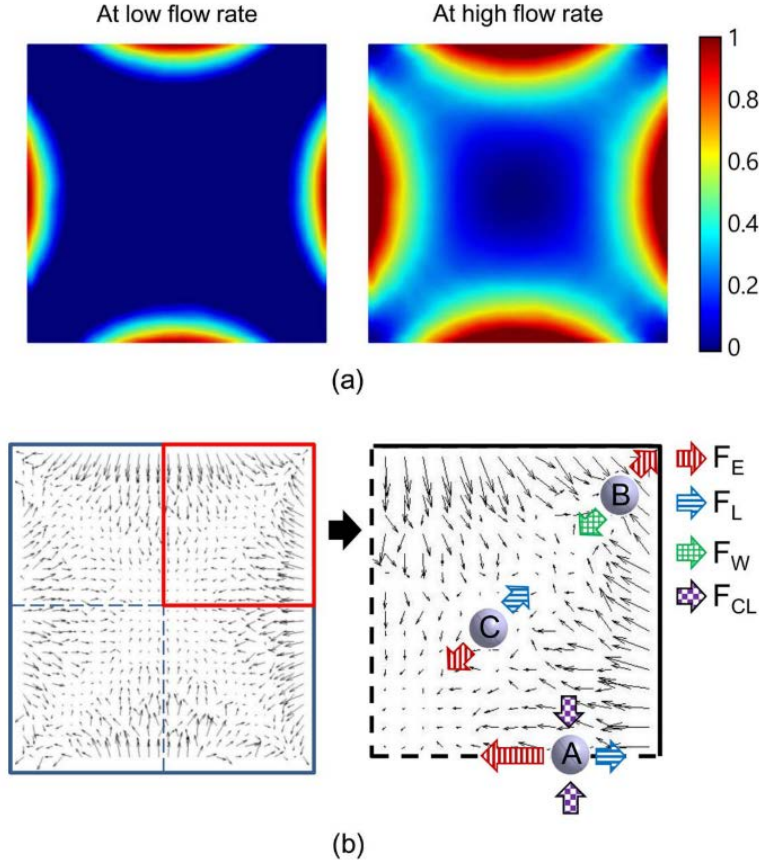 At low flow rate
At high flow rate
1
0.8
0.6
0.4
0.2
0
(a)
B
C
A
F_E
F_L
F_W
F_CL
(b)